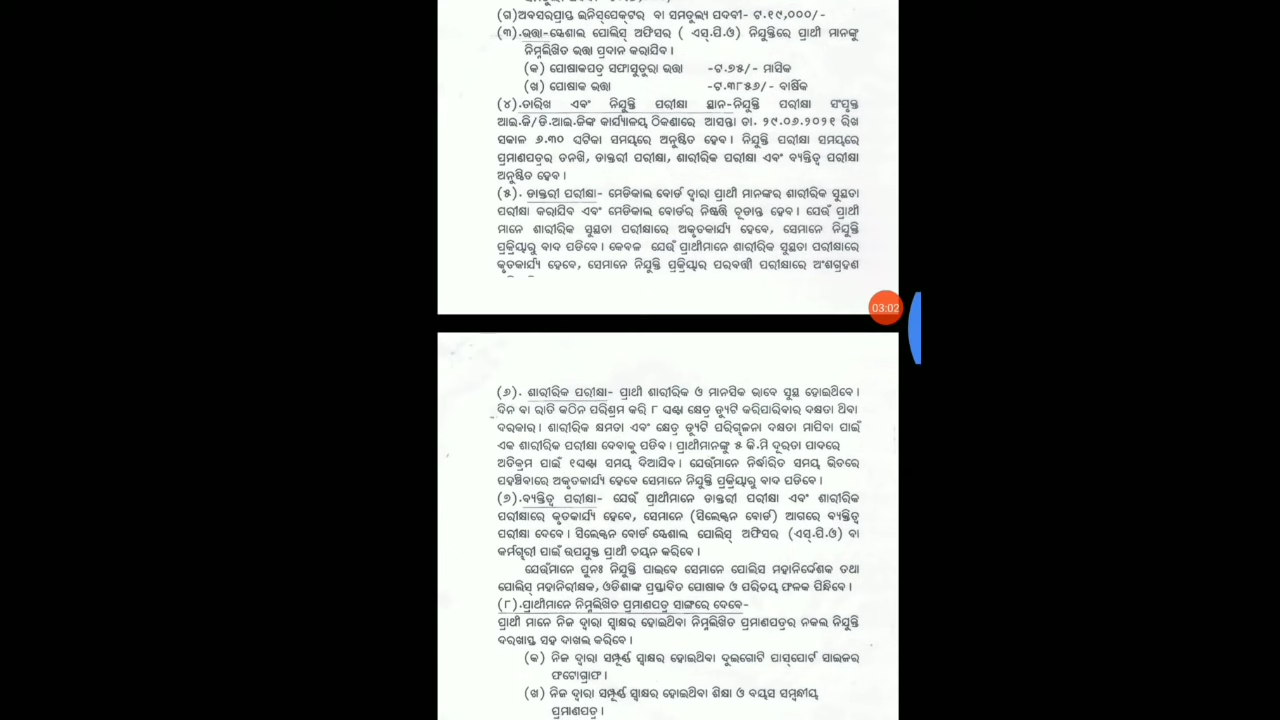 (ଗ)ଅବସରପ୍ରାପ୍ତ ଇନିସ୍‌ପେକ୍ଟର ବା ସମତୁଲ୍ୟ ପଦବୀ- ଟ.୧୯,୦୦୦/-
(୩).ଭତ୍ତା-ସ୍ପେଶାଲ ପୋଲିସ୍ ଅଫିସର ( ଏସ୍.ପି.ଓ) ନିଯୁକ୍ତିରେ ପ୍ରାର୍ଥୀ ମାନଙ୍କୁ
ନିମ୍ନଲିଖିତ ଭତ୍ତା ପ୍ରଦାନ କରାଯିବ ।
(କ) ପୋଷାକପତ୍ର ସଫାସୁତୁରା ଭତ୍ତା -ଟ.୭୫/- ମାସିକ
(ଖ) ପୋଷାକ ଭତ୍ତା -ଟ.୩୮୫୬/- ବାର୍ଷିକ
(୪).ତାରିଖ ଏବଂ ନିଯୁକ୍ତି ପରୀକ୍ଷା ସ୍ଥାନ-ନିଯୁକ୍ତି ପରୀକ୍ଷା ସଂପୃକ୍ତ
ଆଇ.ଜି/ଡି.ଆଇ.ଜିଙ୍କ କାର୍ଯ୍ୟାଳୟ ଠିକଣାରେ ଆସନ୍ତା ତା. ୨୯.୦୬.୨୦୨୧ ରିଖ
ସକାଳ ୬.୩୦ ଘଟିକା ସମୟରେ ଅନୁଷ୍ଠିତ ହେବ । ନିଯୁକ୍ତି ପରୀକ୍ଷା ସମୟରେ
ପ୍ରମାଣପତ୍ରର ତନଖି, ଡାକ୍ତରୀ ପରୀକ୍ଷା, ଶାରୀରିକ ପରୀକ୍ଷା ଏବଂ ବ୍ୟକ୍ତିତ୍ୱ ପରୀକ୍ଷା
ଅନୁଷ୍ଠିତ ହେବ ।
(୫). ଡାକ୍ତରୀ ପରୀକ୍ଷା- ମେଡିକାଲ ବୋର୍ଡ ଦ୍ୱାରା ପ୍ରାର୍ଥୀ ମାନଙ୍କର ଶାରୀରିକ ସୁସ୍ଥତା
ପରୀକ୍ଷା କରାଯିବ ଏବଂ ମେଡିକାଲ ବୋର୍ଡର ନିଷ୍ପତ୍ତି ଚୂଡାନ୍ତ ହେବ । ଯେଉଁ ପ୍ରାର୍ଥୀ
ମାନେ ଶାରୀରିକ ସୁସ୍ଥତା ପରୀକ୍ଷାରେ ଅକୃତକାର୍ଯ୍ୟ ହେବେ, ସେମାନେ ନିଯୁକ୍ତି
ପ୍ରକ୍ରିୟାରୁ ବାଦ ପଡିବେ । କେବଳ ଯେଉଁ ପ୍ରାର୍ଥୀମାନେ ଶାରୀରିକ ସୁସ୍ଥତା ପରୀକ୍ଷାରେ
କୃତକାର୍ଯ୍ୟ ହେବେ, ସେମାନେ ନିଯୁକ୍ତି ପ୍ରକ୍ରିୟାର ପରବର୍ତ୍ତୀ ପରୀକ୍ଷାରେ ଅଂଶଗ୍ରହଣ
03:02
(୬). ଶାରୀରିକ ପରୀକ୍ଷା- ପ୍ରାର୍ଥୀ ଶାରୀରିକ ଓ ମାନସିକ ଭାବେ ସୁସ୍ଥ ହୋଇଥିବେ ।
ଦିନ ବା ରାତି କଠିନ ପରିଶ୍ରମ କରି ୮ ଘଣ୍ଟା କ୍ଷେତ୍ର ଡ୍ୟୁଟି କରିପାରିବାର ଦକ୍ଷତା ଥିବା
ଦରକାର । ଶାରୀରିକ କ୍ଷମତା ଏବଂ କ୍ଷେତ୍ର ଡ୍ୟୁଟି ପରିଚାଳନା ଦକ୍ଷତା ମାପିବା ପାଇଁ
ଏକ ଶାରୀରିକ ପରୀକ୍ଷା ଦେବାକୁ ପଡିବ । ପ୍ରାର୍ଥୀମାନଙ୍କୁ ୫ କି.ମି ଦୂରତା ପାଦରେ
ଅତିକ୍ରମ ପାଇଁ ୧ଘଣ୍ଟା ସମୟ ଦିଆଯିବ । ଯେଉଁମାନେ ନିର୍ଦ୍ଧାରିତ ସମୟ ଭିତରେ
ପହଞ୍ଚିବାରେ ଅକୃତକାର୍ଯ୍ୟ ହେବେ ସେମାନେ ନିଯୁକ୍ତି ପ୍ରକ୍ରିୟାରୁ ବାଦ ପଡିବେ ।
(୭).ବ୍ୟକ୍ତିତ୍ୱ ପରୀକ୍ଷା- ଯେଉଁ ପ୍ରାର୍ଥୀମାନେ ଡାକ୍ତରୀ ପରୀକ୍ଷା ଏବଂ ଶାରୀରିକ
ପରୀକ୍ଷାରେ କୃତକାର୍ଯ୍ୟ ହେବେ, ସେମାନେ (ସିଲେକ୍ସନ ବୋର୍ଡ) ଆଗରେ ବ୍ୟକ୍ତିତ୍ୱ
ପରୀକ୍ଷା ଦେବେ । ସିଲେକ୍ସନ ବୋର୍ଡ ସ୍ପେଶାଲ ପୋଲିସ୍ ଅଫିସର (ଏସ୍.ପି.ଓ) ବା
କର୍ମଚାରୀ ପାଇଁ ଉପଯୁକ୍ତ ପ୍ରାର୍ଥୀ ଚୟନ କରିବେ ।
ଯେଉଁମାନେ ପୁନଃ ନିଯୁକ୍ତି ପାଇବେ ସେମାନେ ପୋଲିସ ମହାନିର୍ଦ୍ଦେଶକ ତଥା
ପୋଲିସ୍ ମହାନିରୀକ୍ଷକ, ଓଡିଶାଙ୍କ ପ୍ରସ୍ତାବିତ ପୋଷାକ ଓ ପରିଚୟ ଫଳକ ପିନ୍ଧିବେ ।
(୮).ପ୍ରାର୍ଥୀମାନେ ନିମ୍ନଲିଖିତ ପ୍ରମାଣପତ୍ର ସାଙ୍ଗରେ ଦେବେ-
ପ୍ରାର୍ଥୀ ମାନେ ନିଜ ଦ୍ୱାରା ସ୍ୱାକ୍ଷର ହୋଇଥିବା ନିମ୍ନଲିଖିତ ପ୍ରମାଣପତ୍ରର ନକଲ ନିଯୁକ୍ତି
ଦରଖାସ୍ତ ସହ ଦାଖଲ କରିବେ ।
(କ) ନିଜ ଦ୍ୱାରା ସମ୍ପୂର୍ଣ୍ଣ ସ୍ୱାକ୍ଷର ହୋଇଥିବା ଦୁଇଗୋଟି ପାସ୍‌ପୋର୍ଟ ସାଇଜର
ଫଟୋଗ୍ରାଫ ।
(ଖ) ନିଜ ଦ୍ୱାରା ସମ୍ପୂର୍ଣ୍ଣ ସ୍ୱାକ୍ଷର ହୋଇଥିବା ଶିକ୍ଷା ଓ ବୟସ ସମ୍ବନ୍ଧୀୟ
ପ୍ରମାଣପତ୍ର ।